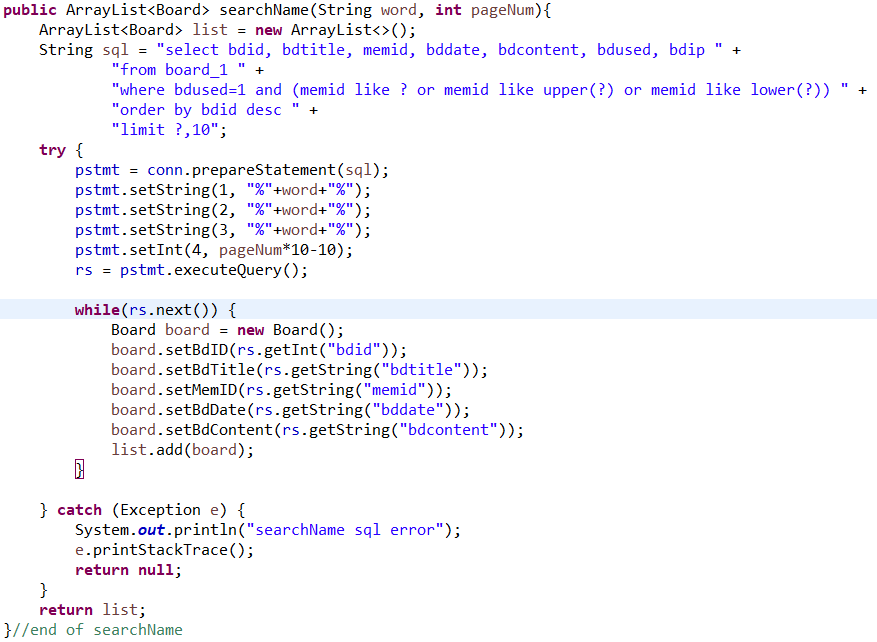 public ArrayList<Board> searchName(String word, int pageNum){
    ArrayList<Board> list = new ArrayList<>();
    String sql = "select bdid, bdtitle, memid, bddate, bdcontent, bdused, bdip " +
            "from board_1 " +
            "where bdused=1 and (memid like ? or memid like upper(?) or memid like lower(?)) " +
            "order by bdid desc " +
            "limit ?,10";
    try {
        pstmt = conn.prepareStatement(sql);
        pstmt.setString(1, "%"+word+"%");
        pstmt.setString(2, "%"+word+"%");
        pstmt.setString(3, "%"+word+"%");
        pstmt.setInt(4, pageNum*10-10);
        rs = pstmt.executeQuery();

        while(rs.next()) {
            Board board = new Board();
            board.setBdID(rs.getInt("bdid"));
            board.setBdTitle(rs.getString("bdtitle"));
            board.setMemID(rs.getString("memid"));
            board.setBdDate(rs.getString("bddate"));
            board.setBdContent(rs.getString("bdcontent"));
            list.add(board);
        }

    } catch (Exception e) {
        System.out.println("searchName sql error");
        e.printStackTrace();
        return null;
    }
    return list;
}//end of searchName